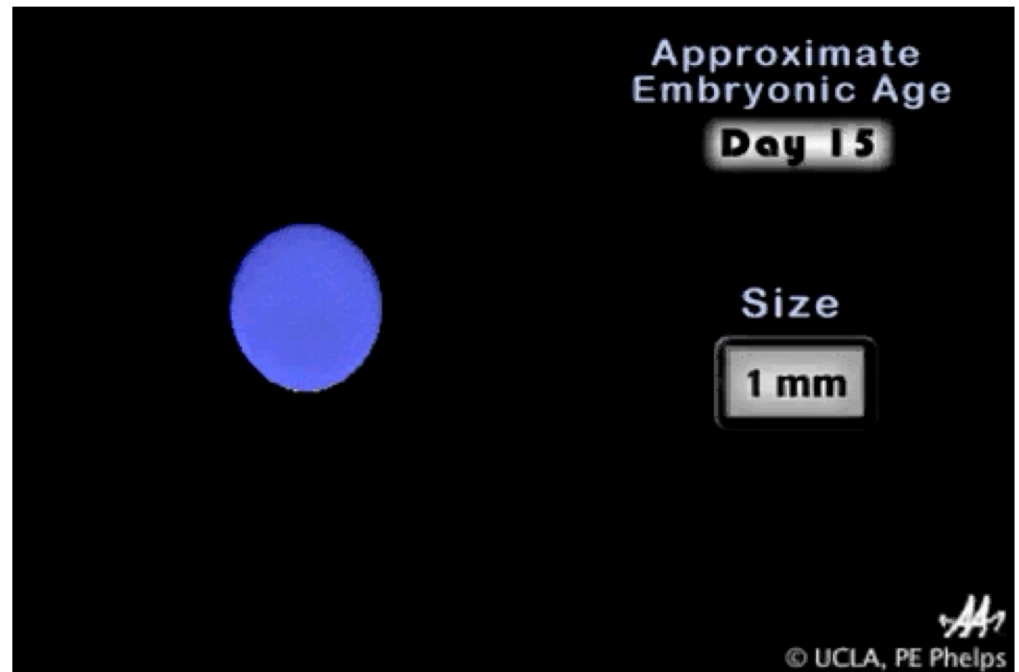 Approximate
Embryonic Age
Day 15
Size
1 mm
© UCLA, PE Phelps